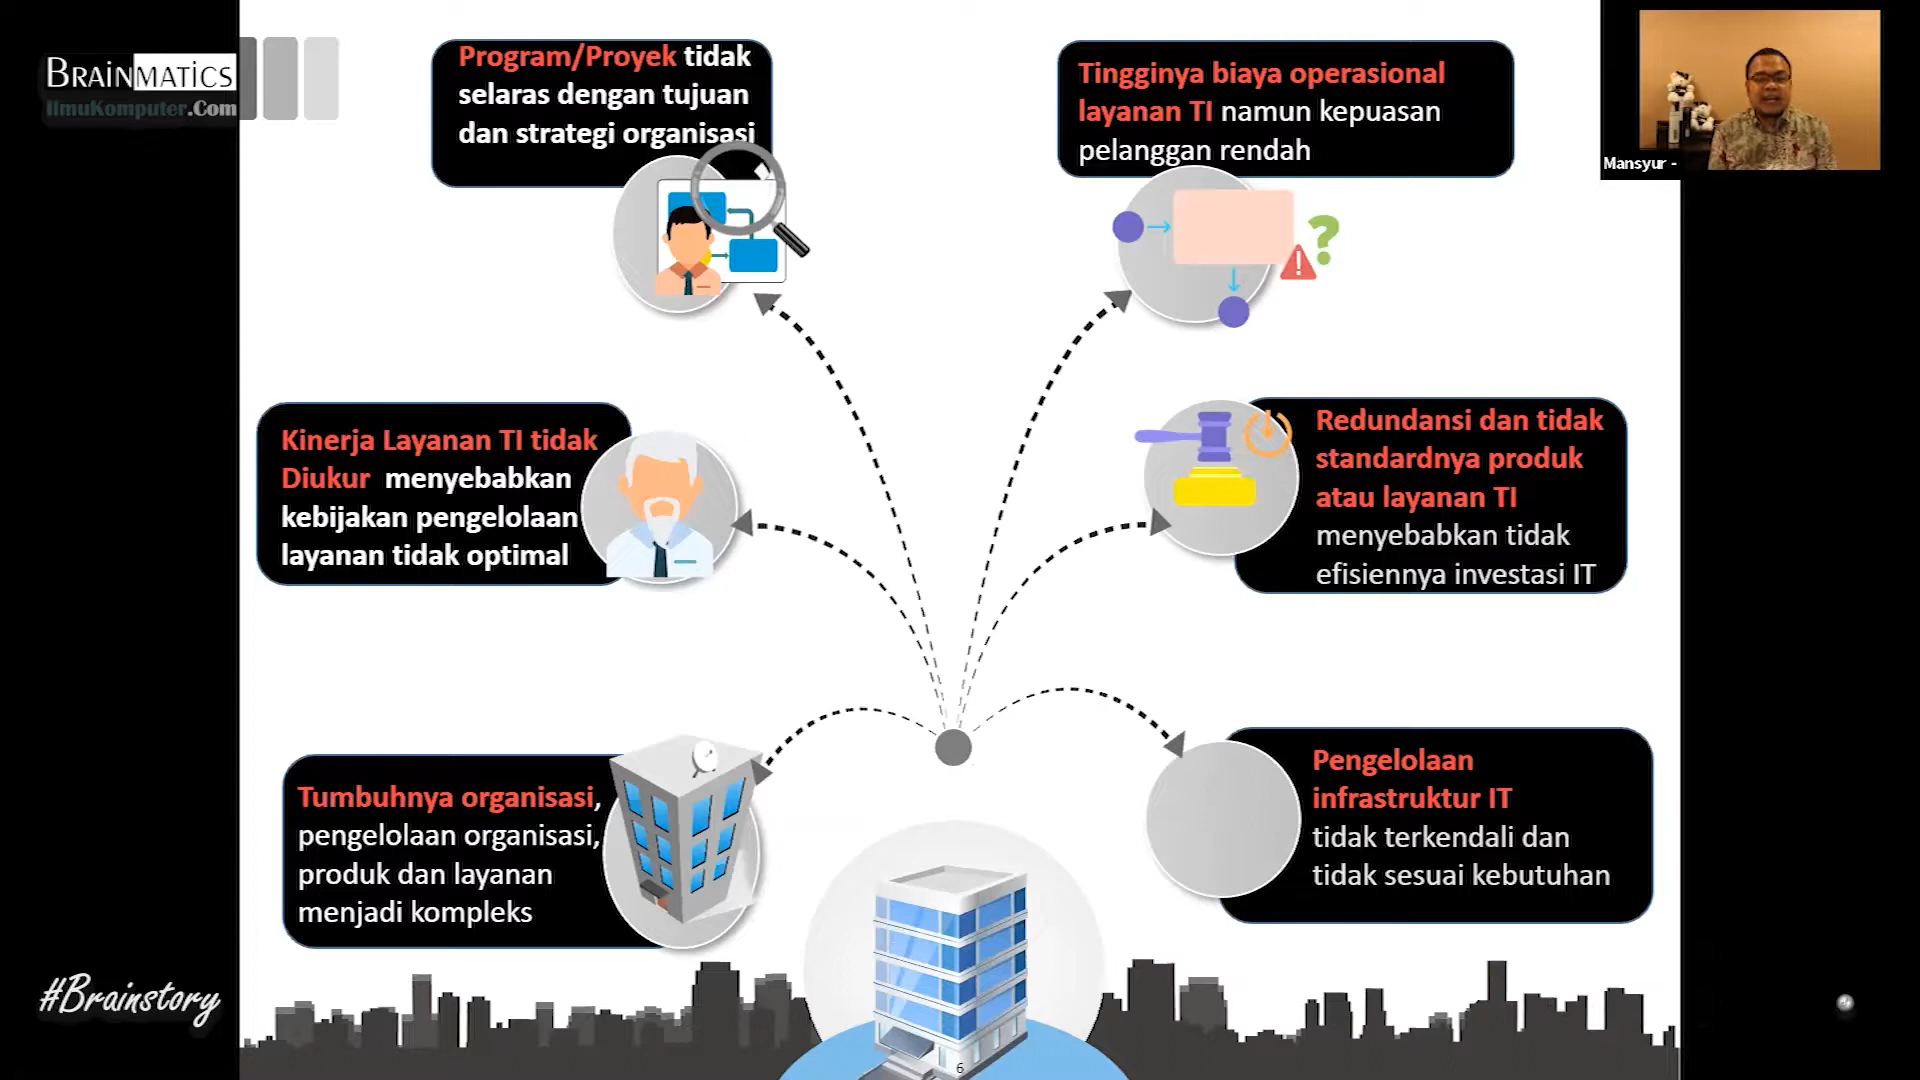 BRAINMATICS
IlmuKomputer.Com
Program/Proyek tidak
selaras dengan tujuan
dan strategi organisasi
Tingginya biaya operasional
layanan TI namun kepuasan
pelanggan rendah
Mansyur -
Kinerja Layanan TI tidak
Diukur menyebabkan
kebijakan pengelolaan
layanan tidak optimal
Redundansi dan tidak
standardnya produk
atau layanan TI
menyebabkan tidak
efisiennya investasi IT
Tumbuhnya organisasi,
pengelolaan organisasi,
produk dan layanan
menjadi kompleks
Pengelolaan
infrastruktur IT
tidak terkendali dan
tidak sesuai kebutuhan
#Brainstory
6